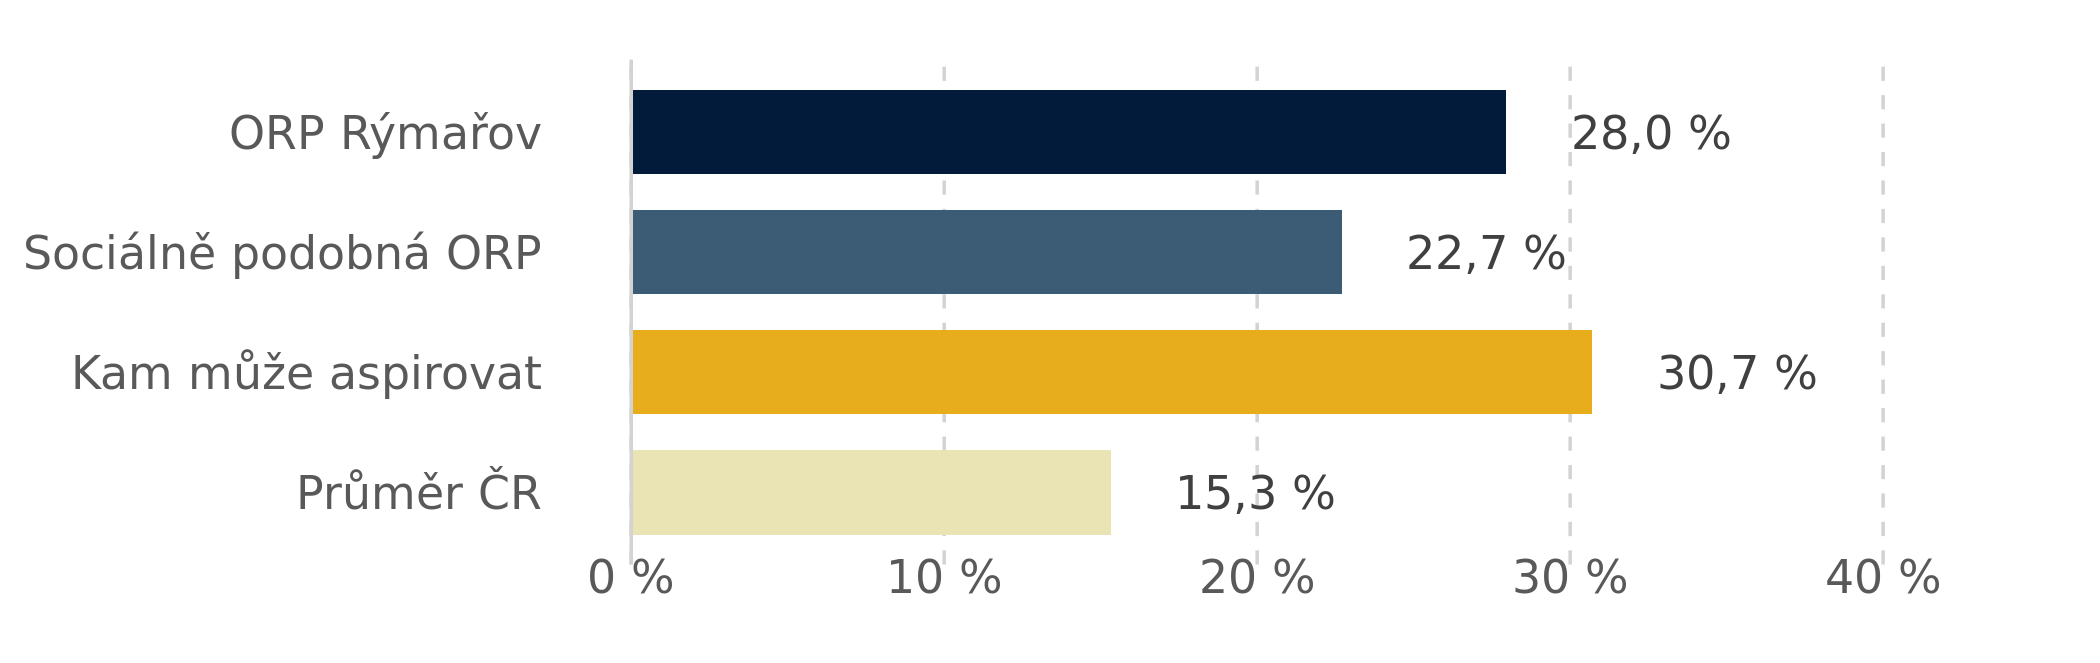 ORP Rýmařov 28,0 %
Sociálně podobná ORP 22,7 %
Kam může aspirovat 30,7 %
Průměr ČR 15,3 %
0 % 10 % 20 % 30 % 40 %